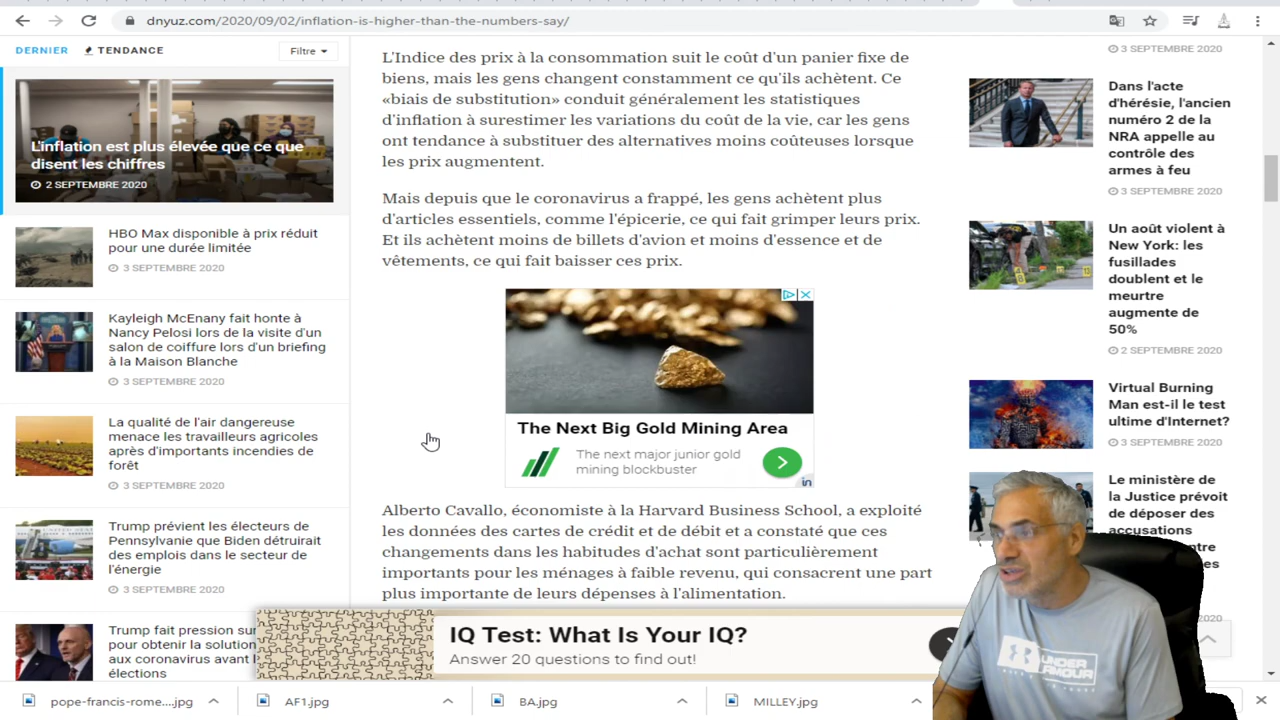 dnyuz.com/2020/09/02/inflation-is-higher-than-the-numbers-say/
DERNIER
TENDANCE
Filtre
L'inflation est plus élevée que ce que
disent les chiffres
2 SEPTEMBRE 2020
HBO Max disponible à prix réduit
pour une durée limitée
3 SEPTEMBRE 2020
Kayleigh McEnany fait honte à
Nancy Pelosi lors de la visite d'un
salon de coiffure lors d'un briefing
à la Maison Blanche
3 SEPTEMBRE 2020
La qualité de l'air dangereuse
menace les travailleurs agricoles
après d'importants incendies de
forêt
3 SEPTEMBRE 2020
Trump prévient les électeurs de
Pennsylvanie que Biden détruirait
des emplois dans le secteur de
l'énergie
3 SEPTEMBRE 2020
Trump fait pression su
pour obtenir la solution
aux coronavirus avant l
élections
L'Indice des prix à la consommation suit le coût d'un panier fixe de
biens, mais les gens changent constamment ce qu'ils achètent. Ce
«biais de substitution» conduit généralement les statistiques
d'inflation à surestimer les variations du coût de la vie, car les gens
ont tendance à substituer des alternatives moins coûteuses lorsque
les prix augmentent.
Mais depuis que le coronavirus a frappé, les gens achètent plus
d'articles essentiels, comme l'épicerie, ce qui fait grimper leurs prix.
Et ils achètent moins de billets d'avion et moins d'essence et de
vêtements, ce qui fait baisser ces prix.
The Next Big Gold Mining Area
The next major junior gold
mining blockbuster
in
Alberto Cavallo, économiste à la Harvard Business School, a exploité
les données des cartes de crédit et de débit et a constaté que ces
changements dans les habitudes d'achat sont particulièrement
importants pour les ménages à faible revenu, qui consacrent une part
plus importante de leurs dépenses à l'alimentation.
IQ Test: What Is Your IQ?
Answer 20 questions to find out!
3 SEPTEMBRE 2020
Dans l'acte
d'hérésie, l'ancien
numéro 2 de la
NRA appelle au
contrôle des
armes à feu
3 SEPTEMBRE 2020
Un août violent à
New York: les
fusillades
doublent et le
meurtre
augmente de
50%
2 SEPTEMBRE 2020
Virtual Burning
Man est-il le test
ultime d'Internet?
3 SEPTEMBRE 2020
Le ministère de
la Justice prévoit
de déposer des
accusations
ntre
es
2020
UNDER
ARMOUR
pope-francis-rome....jpg
AF1.jpg
BA.jpg
MILLEY.jpg